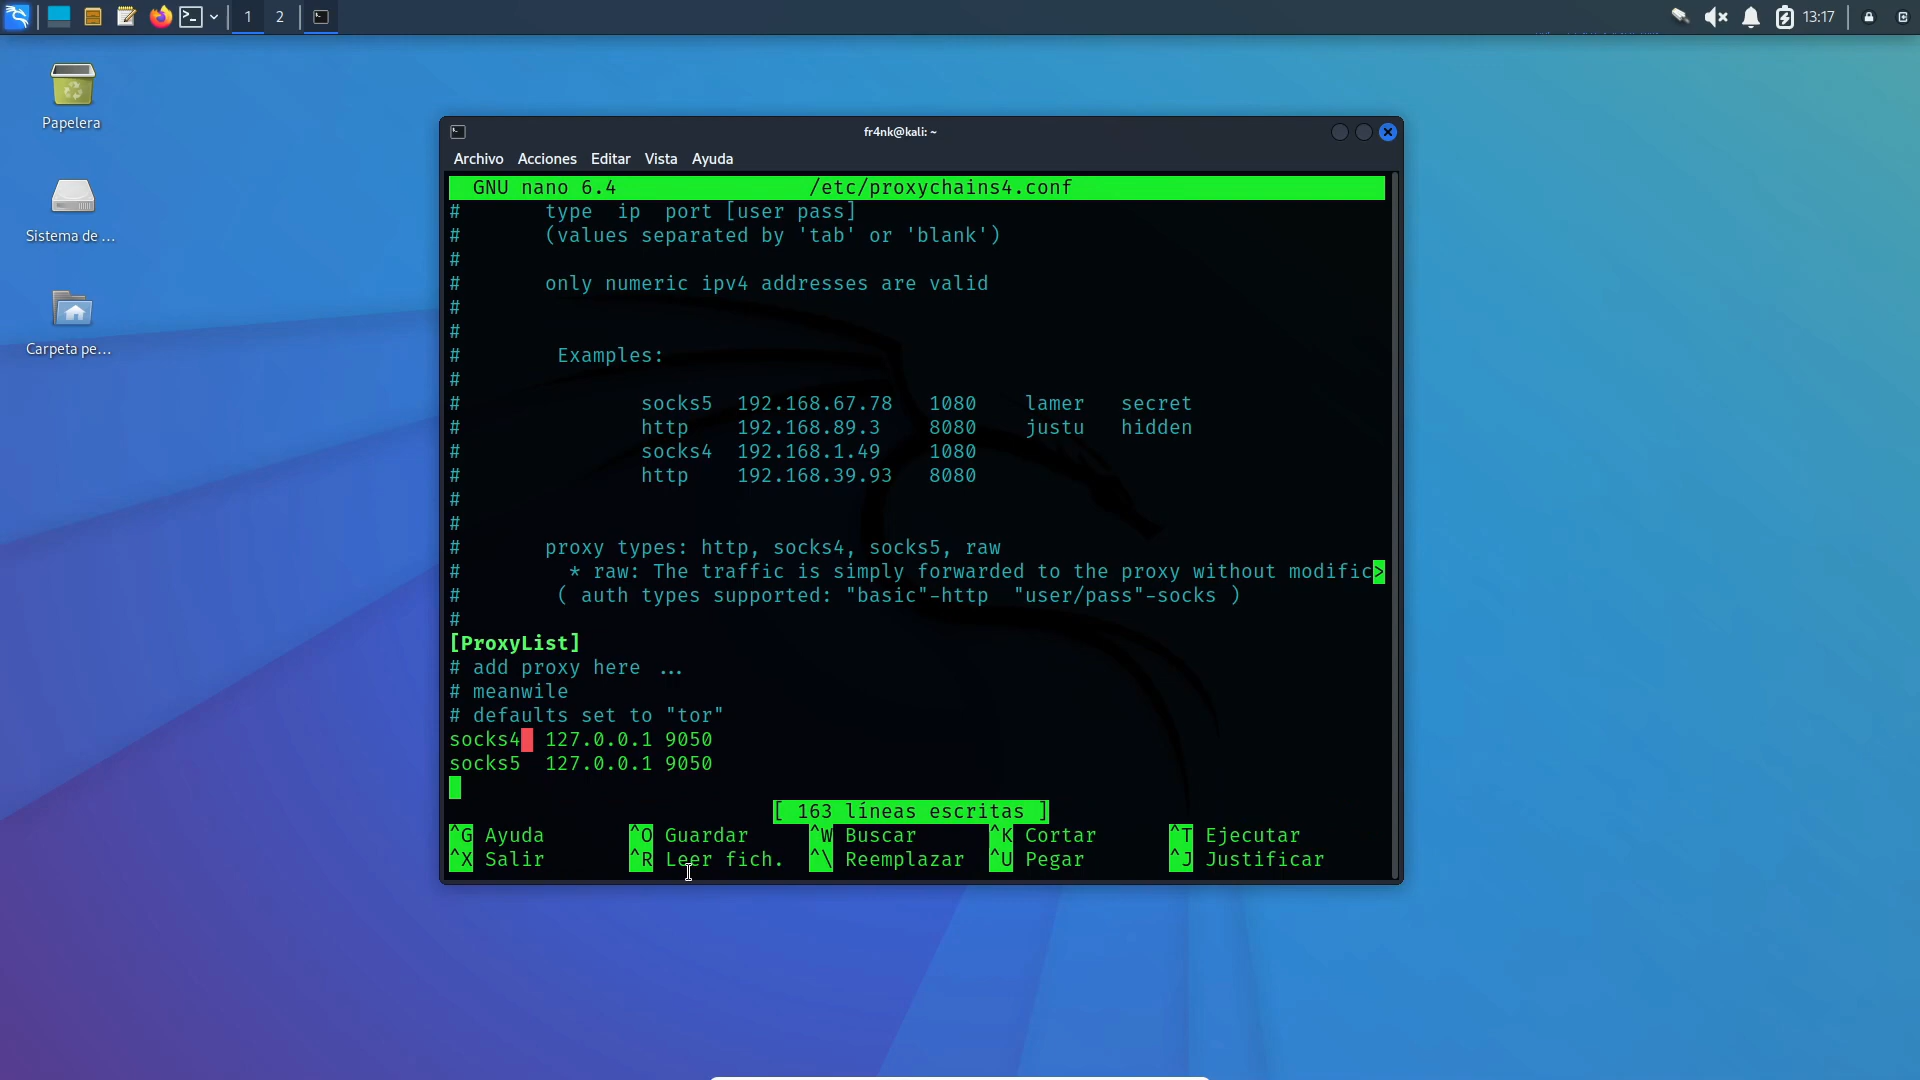 1 2 13:17
Papelera
Sistema de ...
Carpeta pe...
fr4nk@kali: ~
Archivo Acciones Editar Vista Ayuda
GNU nano 6.4 /etc/proxychains4.conf
# type ip port [user pass]
# (values separated by 'tab' or 'blank')
#
# only numeric ipv4 addresses are valid
#
#
# Examples:
#
# socks5 192.168.67.78 1080 lamer secret
# http 192.168.89.3 8080 justu hidden
# socks4 192.168.1.49 1080
# http 192.168.39.93 8080
#
#
# proxy types: http, socks4, socks5, raw
# * raw: The traffic is simply forwarded to the proxy without modific>
# ( auth types supported: "basic"-http "user/pass"-socks )
#
[ProxyList]
# add proxy here ...
# meanwile
# defaults set to "tor"
socks4 127.0.0.1 9050
socks5 127.0.0.1 9050
[ 163 líneas escritas ]
^G Ayuda ^O Guardar ^W Buscar ^K Cortar ^T Ejecutar
^X Salir ^R Leer fich. ^\ Reemplazar ^U Pegar ^J Justificar